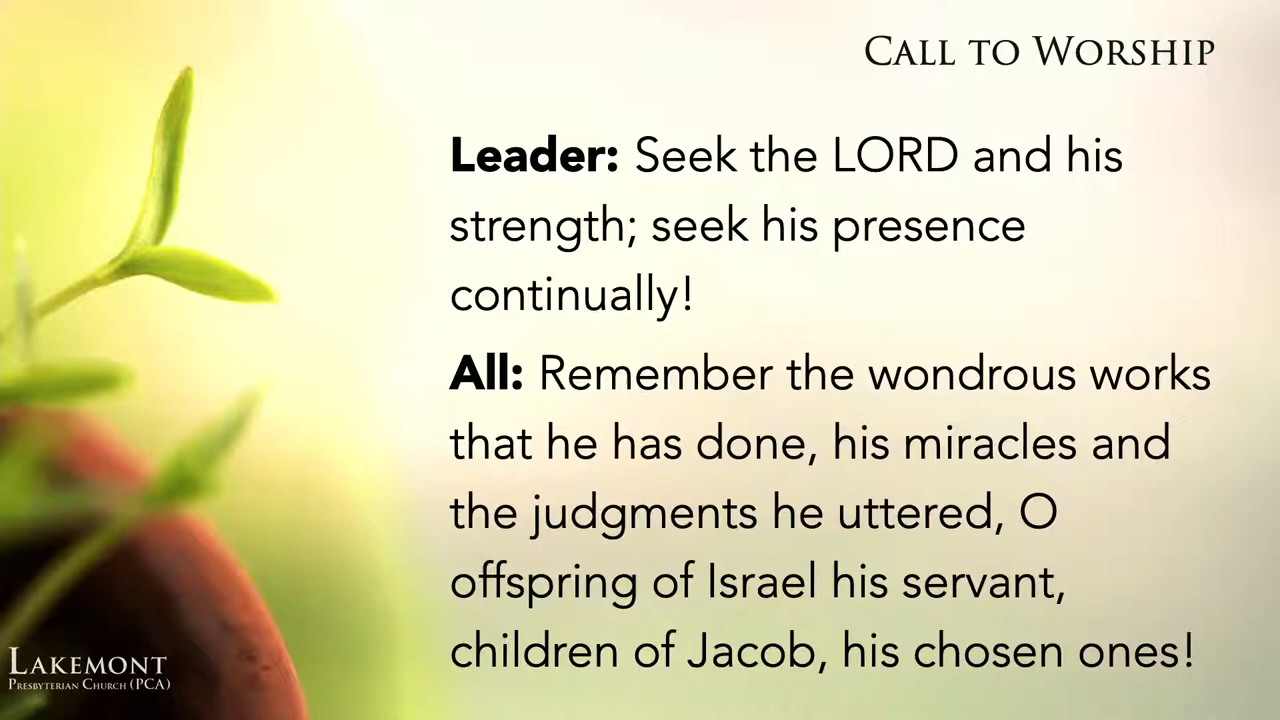 CALL TO WORSHIP
Leader: Seek the LORD and his
strength; seek his presence
continually!
All: Remember the wondrous works
that he has done, his miracles and
the judgments he uttered, O
offspring of Israel his servant,
children of Jacob, his chosen ones!
LAKEMONT
PRESBYTERIAN CHURCH (PCA)